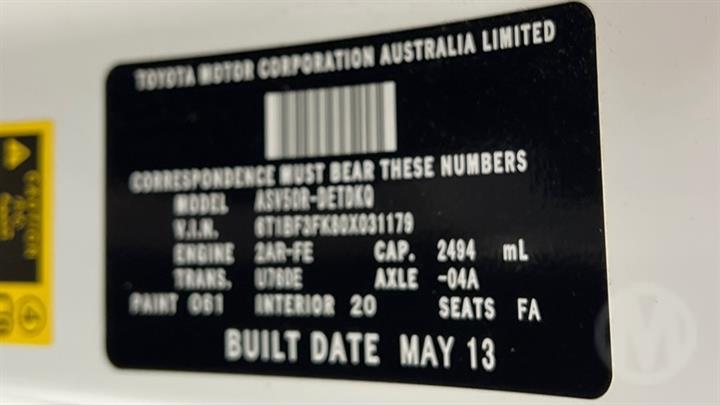 TOYOTA MOTOR CORPORATION AUSTRALIA LIMITED
CORRESPONDENCE MUST BEAR THESE NUMBERS
MODEL ASV50R-DETDKQ
V.I.N. 6T1BF3FK80X031179
ENGINE 2AR-FE CAP. 2494 mL
TRANS. U760E AXLE -04A
PAINT 061 INTERIOR 20 SEATS FA
BUILT DATE MAY 13